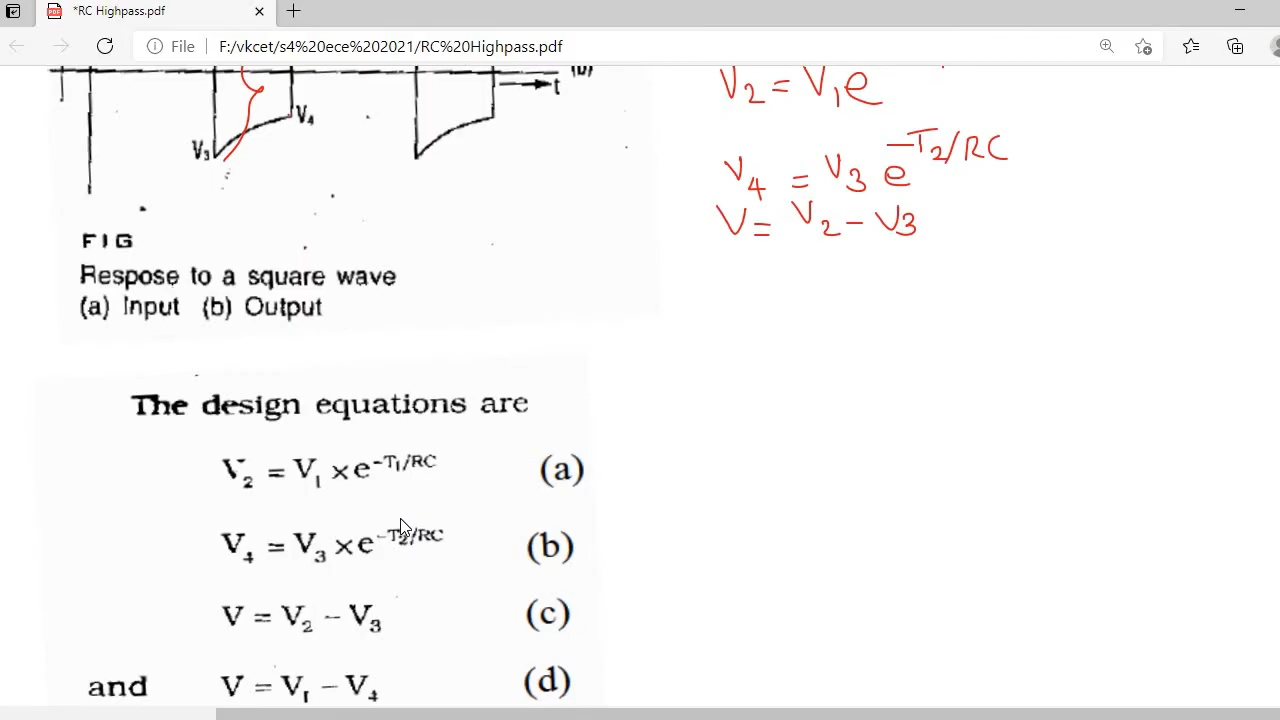 *RC Highpass.pdf
File F:/vkcet/s4%20ece%202021/RC%20Highpass.pdf
t
V4
V3
FIG
Respose to a square wave
(a) Input (b) Output
The design equations are
V2 = V1 × e^-T1/RC (a)
V4 = V3 × e^-T2/RC (b)
V = V2 − V3 (c)
and V = V1 − V4 (d)
V2 = V1 e
V4 = V3 e^-T2/RC
V = V2 − V3